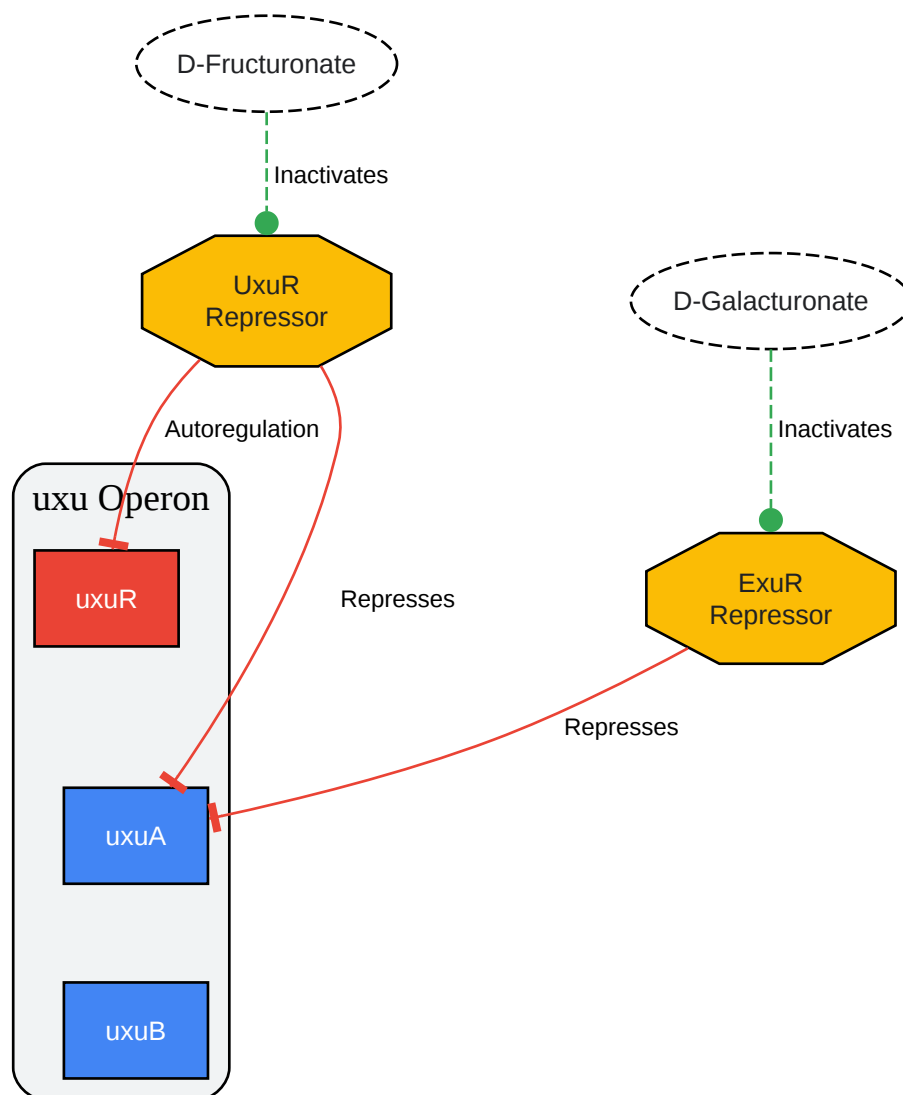 D-Fructuronate
Inactivates
UxuR
Repressor
D-Galacturonate
Autoregulation
Inactivates
uxu Operon
uxuR
Represses
ExuR
Repressor
Represses
uxuA
uxuB